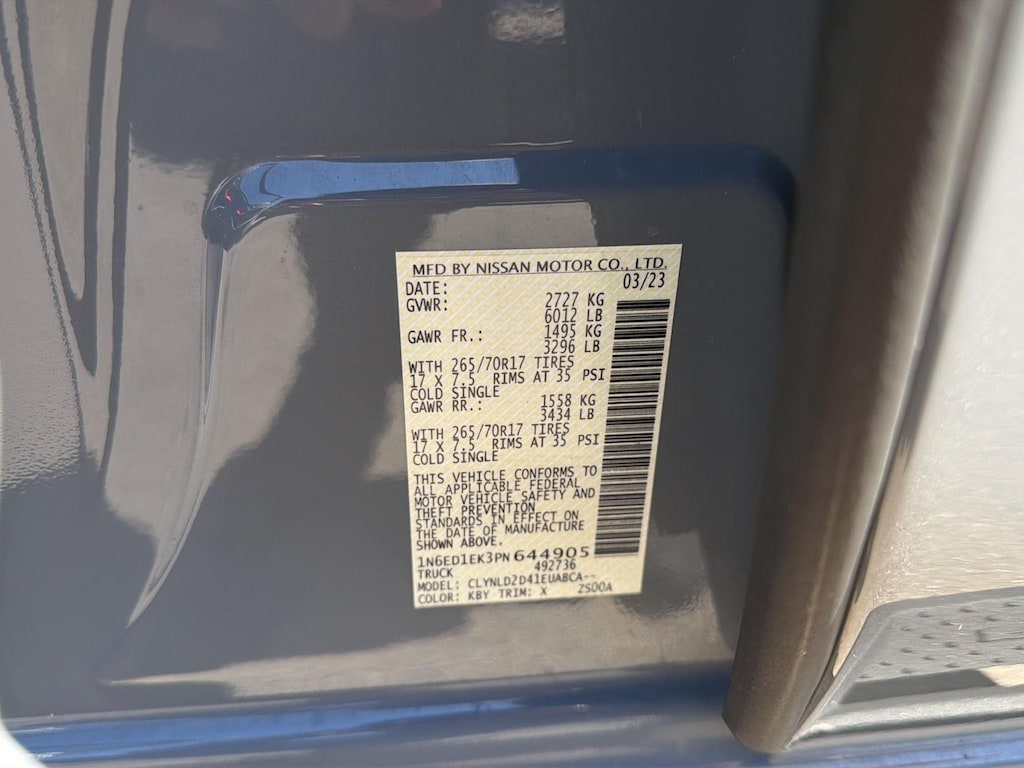 MFD BY NISSAN MOTOR CO., LTD.
DATE: 03/23
GVWR: 2727 KG
6012 LB
GAWR FR.: 1495 KG
3296 LB
WITH 265/70R17 TIRES
17 X 7.5 RIMS AT 35 PSI
COLD SINGLE
GAWR RR.: 1558 KG
3434 LB
WITH 265/70R17 TIRES
17 X 7.5 RIMS AT 35 PSI
COLD SINGLE
THIS VEHICLE CONFORMS TO
ALL APPLICABLE FEDERAL
MOTOR VEHICLE SAFETY AND
THEFT PREVENTION
STANDARDS IN EFFECT ON
THE DATE OF MANUFACTURE
SHOWN ABOVE.
1N6ED1EK3PN644905
TRUCK 492736
MODEL: CLYNLD2D41EUABCA--
COLOR: KBY TRIM: X ZS00A